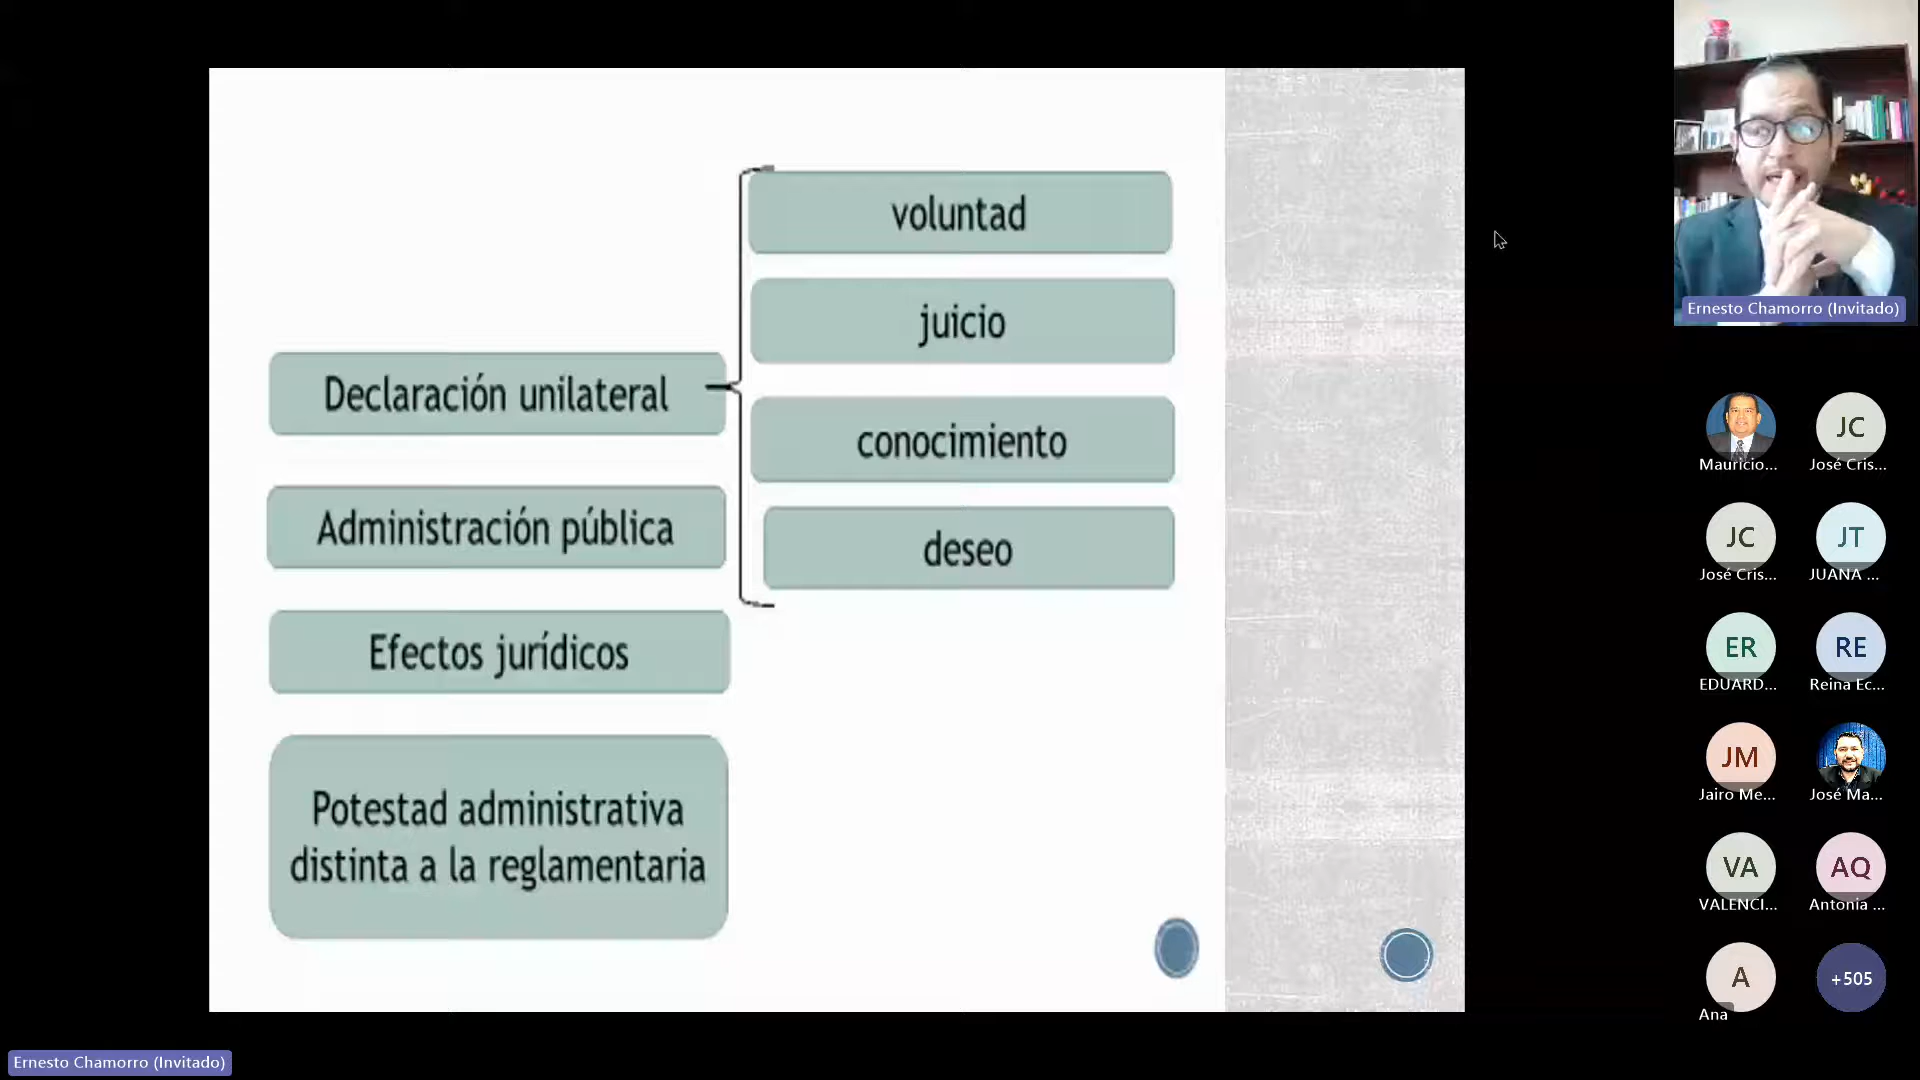 voluntad
juicio
Declaración unilateral
conocimiento
Administración pública
deseo
Efectos jurídicos
Potestad administrativa
distinta a la reglamentaria
Ernesto Chamorro (Invitado)
JC
Mauricio...
José Cris...
JC
JT
José Cris...
JUANA ...
ER
RE
EDUARD...
Reina Ec...
JM
Jairo Me...
José Ma...
VA
AQ
VALENCI...
Antonia ...
A
+505
Ana
Ernesto Chamorro (Invitado)